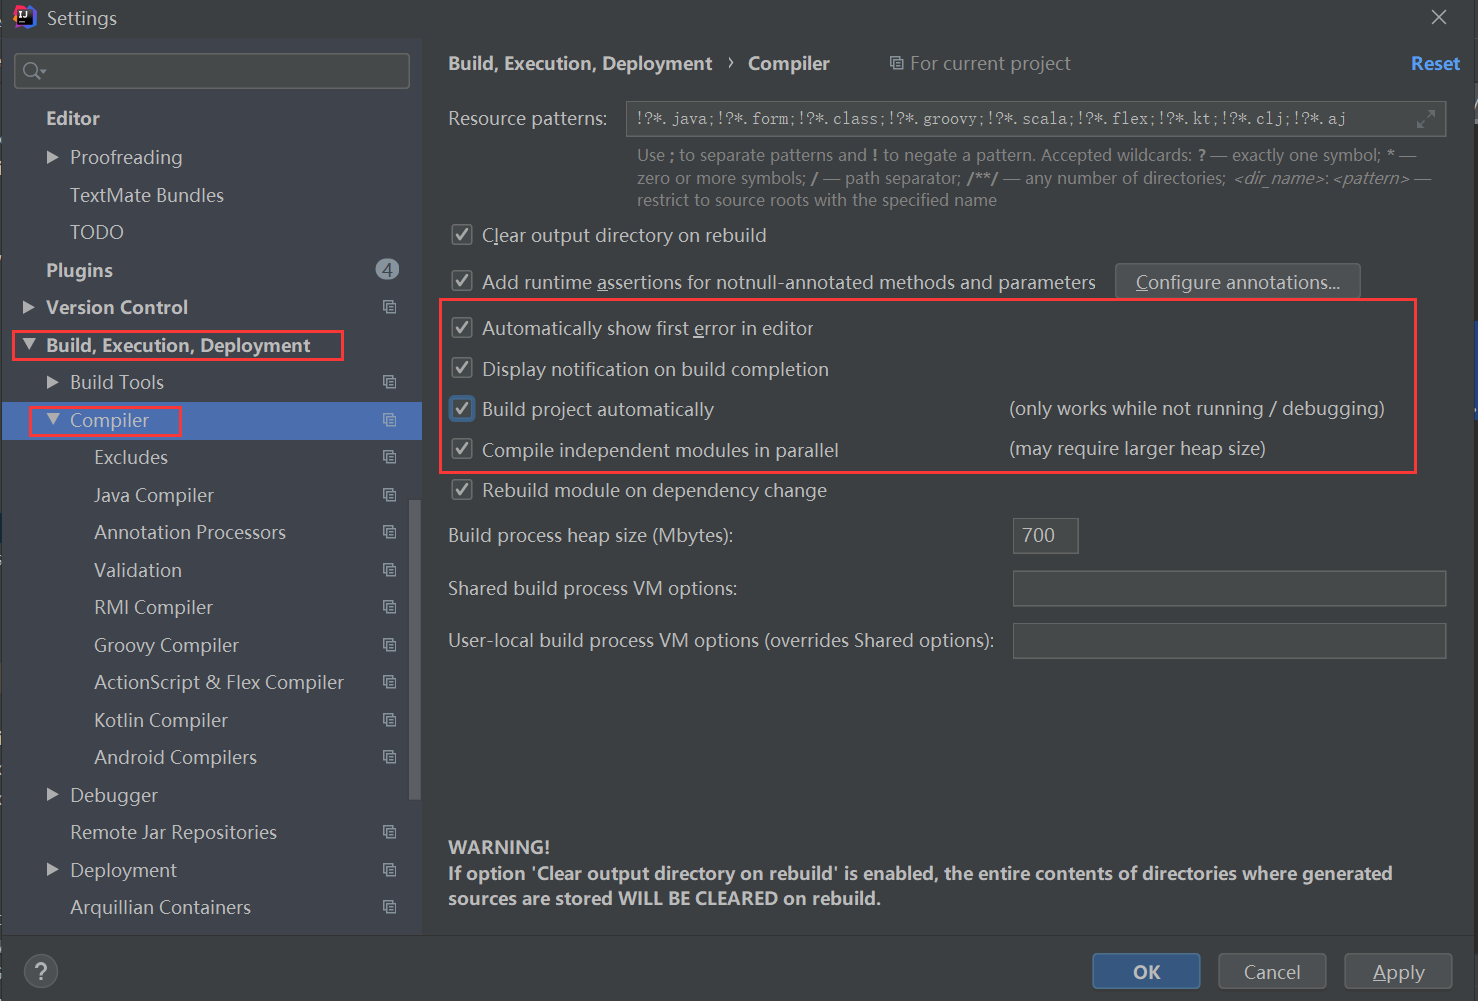 Settings
Editor
Proofreading
TextMate Bundles
TODO
Plugins 4
Version Control
Build, Execution, Deployment
Build Tools
Compiler
Excludes
Java Compiler
Annotation Processors
Validation
RMI Compiler
Groovy Compiler
ActionScript & Flex Compiler
Kotlin Compiler
Android Compilers
Debugger
Remote Jar Repositories
Deployment
Arquillian Containers
Build, Execution, Deployment › Compiler For current project Reset
Resource patterns: !?*.java;!?*.form;!?*.class;!?*.groovy;!?*.scala;!?*.flex;!?*.kt;!?*.clj;!?*.aj
Use ; to separate patterns and ! to negate a pattern. Accepted wildcards: ? — exactly one symbol; * —
zero or more symbols; / — path separator; /**/ — any number of directories; <dir_name>: <pattern> —
restrict to source roots with the specified name
Clear output directory on rebuild
Add runtime assertions for notnull-annotated methods and parameters Configure annotations...
Automatically show first error in editor
Display notification on build completion
Build project automatically (only works while not running / debugging)
Compile independent modules in parallel (may require larger heap size)
Rebuild module on dependency change
Build process heap size (Mbytes): 700
Shared build process VM options:
User-local build process VM options (overrides Shared options):
WARNING!
If option 'Clear output directory on rebuild' is enabled, the entire contents of directories where generated
sources are stored WILL BE CLEARED on rebuild.
? OK Cancel Apply